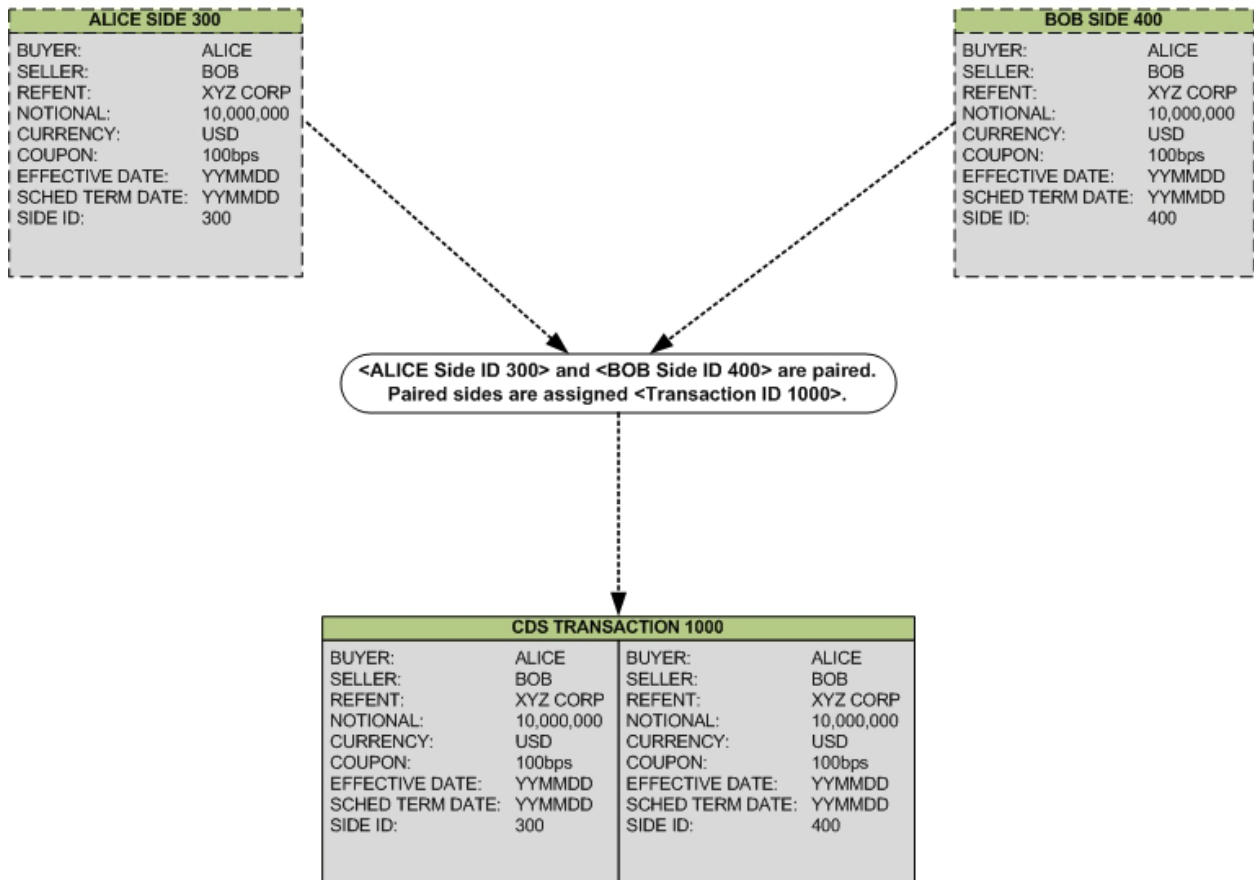 ALICE SIDE 300
BUYER: ALICE
SELLER: BOB
REFENT: XYZ CORP
NOTIONAL: 10,000,000
CURRENCY: USD
COUPON: 100bps
EFFECTIVE DATE: YYMMDD
SCHED TERM DATE: YYMMDD
SIDE ID: 300
BOB SIDE 400
BUYER: ALICE
SELLER: BOB
REFENT: XYZ CORP
NOTIONAL: 10,000,000
CURRENCY: USD
COUPON: 100bps
EFFECTIVE DATE: YYMMDD
SCHED TERM DATE: YYMMDD
SIDE ID: 400
<ALICE Side ID 300> and <BOB Side ID 400> are paired.
Paired sides are assigned <Transaction ID 1000>.
CDS TRANSACTION 1000
BUYER: ALICE
SELLER: BOB
REFENT: XYZ CORP
NOTIONAL: 10,000,000
CURRENCY: USD
COUPON: 100bps
EFFECTIVE DATE: YYMMDD
SCHED TERM DATE: YYMMDD
SIDE ID: 300
BUYER: ALICE
SELLER: BOB
REFENT: XYZ CORP
NOTIONAL: 10,000,000
CURRENCY: USD
COUPON: 100bps
EFFECTIVE DATE: YYMMDD
SCHED TERM DATE: YYMMDD
SIDE ID: 400